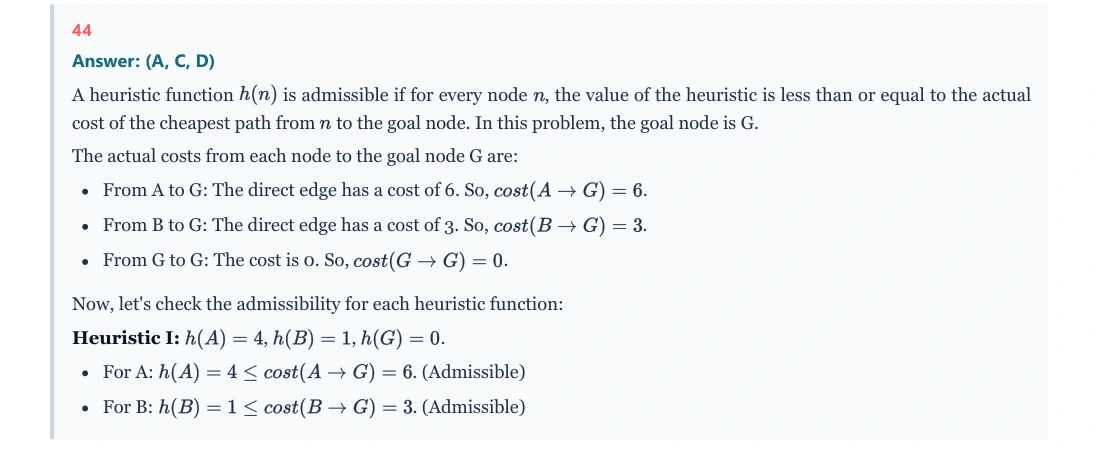 44
Answer: (A, C, D)
A heuristic function h(n) is admissible if for every node n, the value of the heuristic is less than or equal to the actual
cost of the cheapest path from n to the goal node. In this problem, the goal node is G.
The actual costs from each node to the goal node G are:
• From A to G: The direct edge has a cost of 6. So, cost(A → G) = 6.
• From B to G: The direct edge has a cost of 3. So, cost(B → G) = 3.
• From G to G: The cost is 0. So, cost(G → G) = 0.
Now, let's check the admissibility for each heuristic function:
Heuristic I: h(A) = 4, h(B) = 1, h(G) = 0.
• For A: h(A) = 4 ≤ cost(A → G) = 6. (Admissible)
• For B: h(B) = 1 ≤ cost(B → G) = 3. (Admissible)